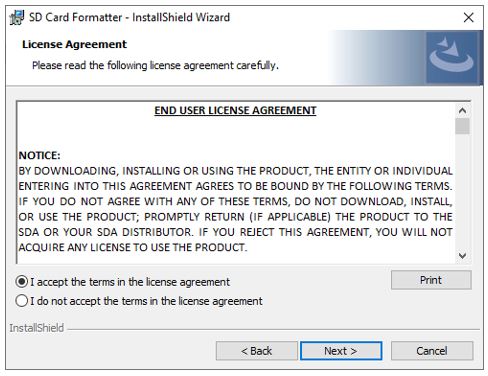 SD Card Formatter - InstallShield Wizard
License Agreement
Please read the following license agreement carefully.
END USER LICENSE AGREEMENT
NOTICE:
BY DOWNLOADING, INSTALLING OR USING THE PRODUCT, THE ENTITY OR INDIVIDUAL
ENTERING INTO THIS AGREEMENT AGREES TO BE BOUND BY THE FOLLOWING TERMS.
IF YOU DO NOT AGREE WITH ANY OF THESE TERMS, DO NOT DOWNLOAD, INSTALL,
OR USE THE PRODUCT; PROMPTLY RETURN (IF APPLICABLE) THE PRODUCT TO THE
SDA OR YOUR SDA DISTRIBUTOR. IF YOU REJECT THIS AGREEMENT, YOU WILL NOT
ACQUIRE ANY LICENSE TO USE THE PRODUCT.
I accept the terms in the license agreement
Print
I do not accept the terms in the license agreement
InstallShield
< Back
Next >
Cancel